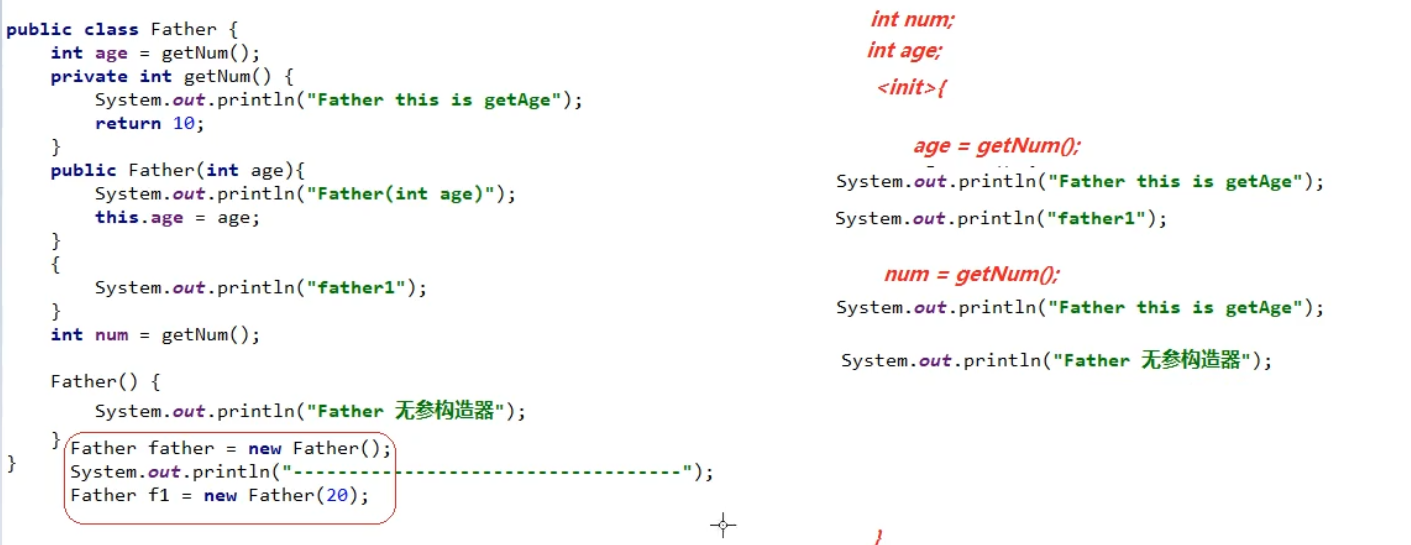 public class Father {
int age = getNum();
private int getNum() {
System.out.println("Father this is getAge");
return 10;
}
public Father(int age){
System.out.println("Father(int age)");
this.age = age;
}
{
System.out.println("father1");
}
int num = getNum();
Father() {
System.out.println("Father 无参构造器");
}
}
Father father = new Father();
System.out.println("-----------------------------------");
Father f1 = new Father(20);
int num;
int age;
<init>{
age = getNum();
System.out.println("Father this is getAge");
System.out.println("father1");
num = getNum();
System.out.println("Father this is getAge");
System.out.println("Father 无参构造器");
}